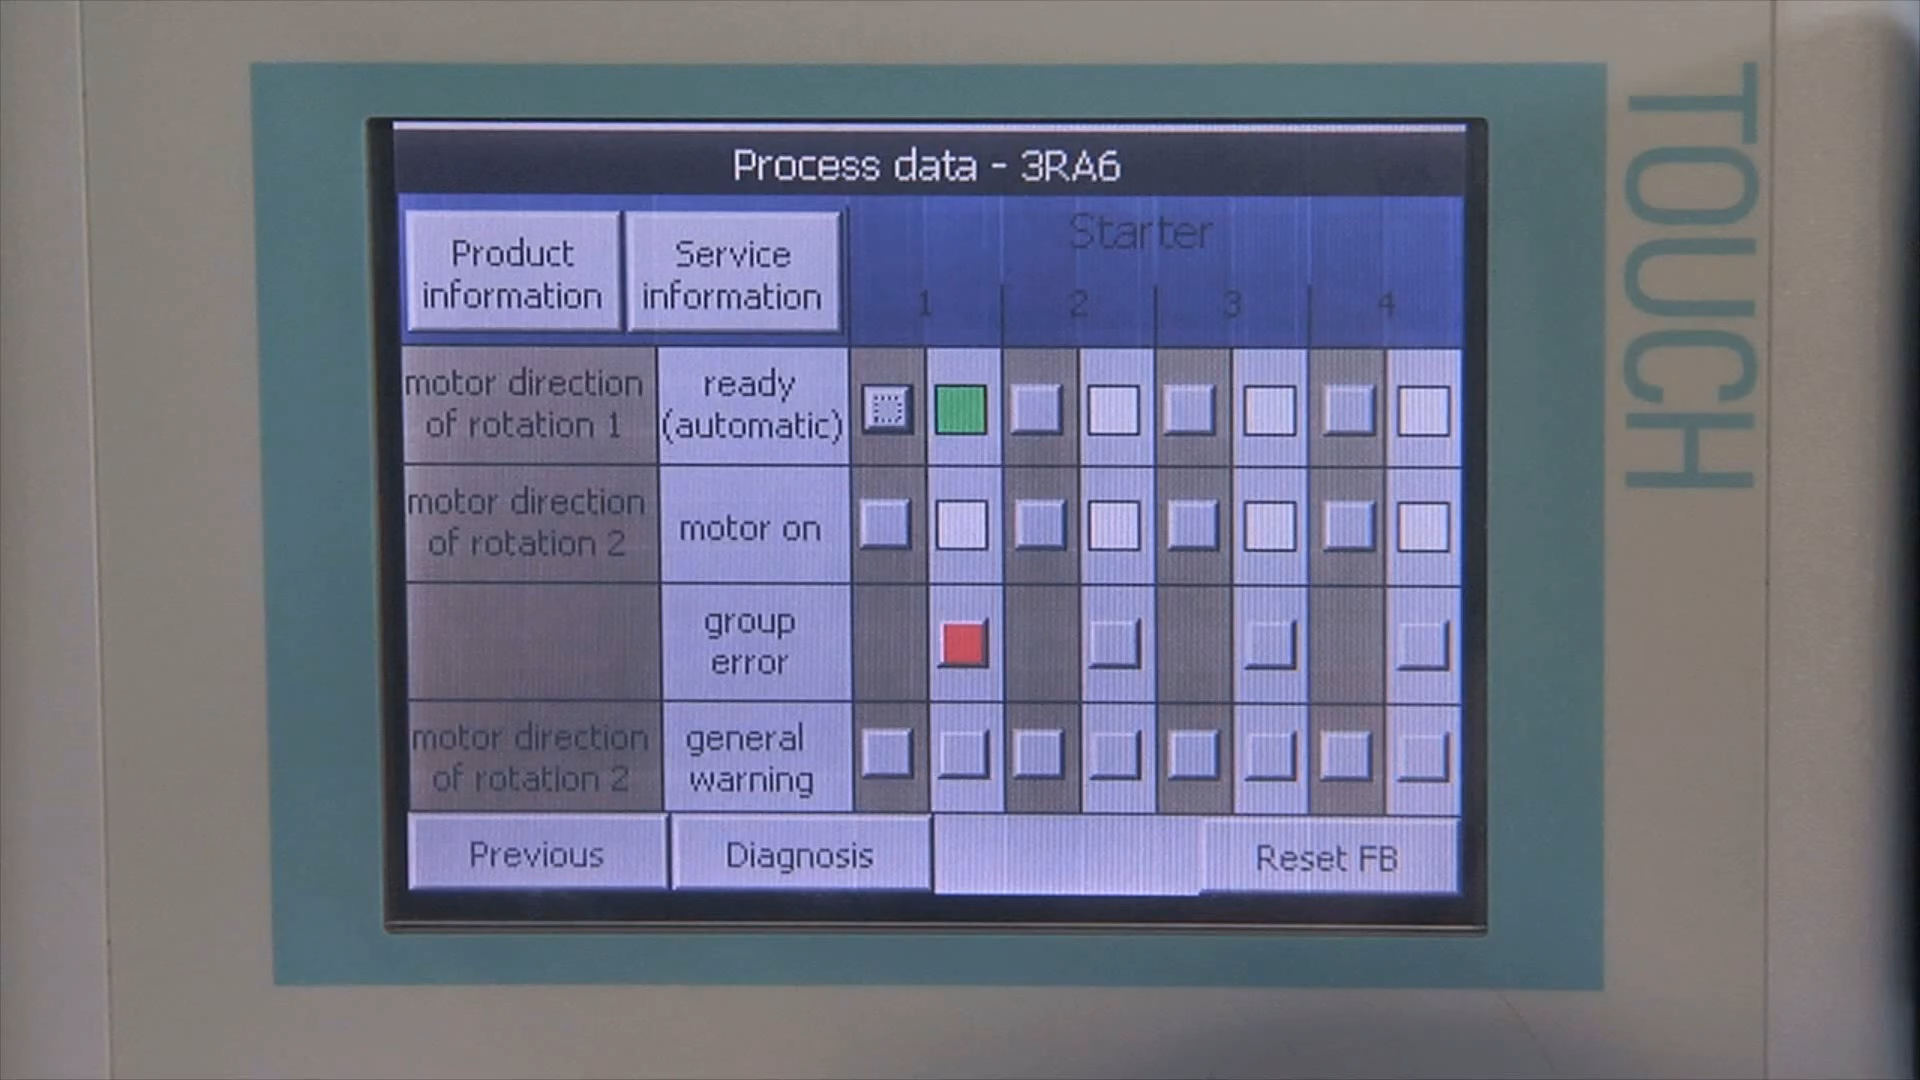 Process data - 3RA6
Product
information
Service
information
Starter
1
2
3
4
motor direction
of rotation 1
ready
(automatic)
motor direction
of rotation 2
motor on
group
error
motor direction
of rotation 2
general
warning
Previous
Diagnosis
Reset FB
TOUCH